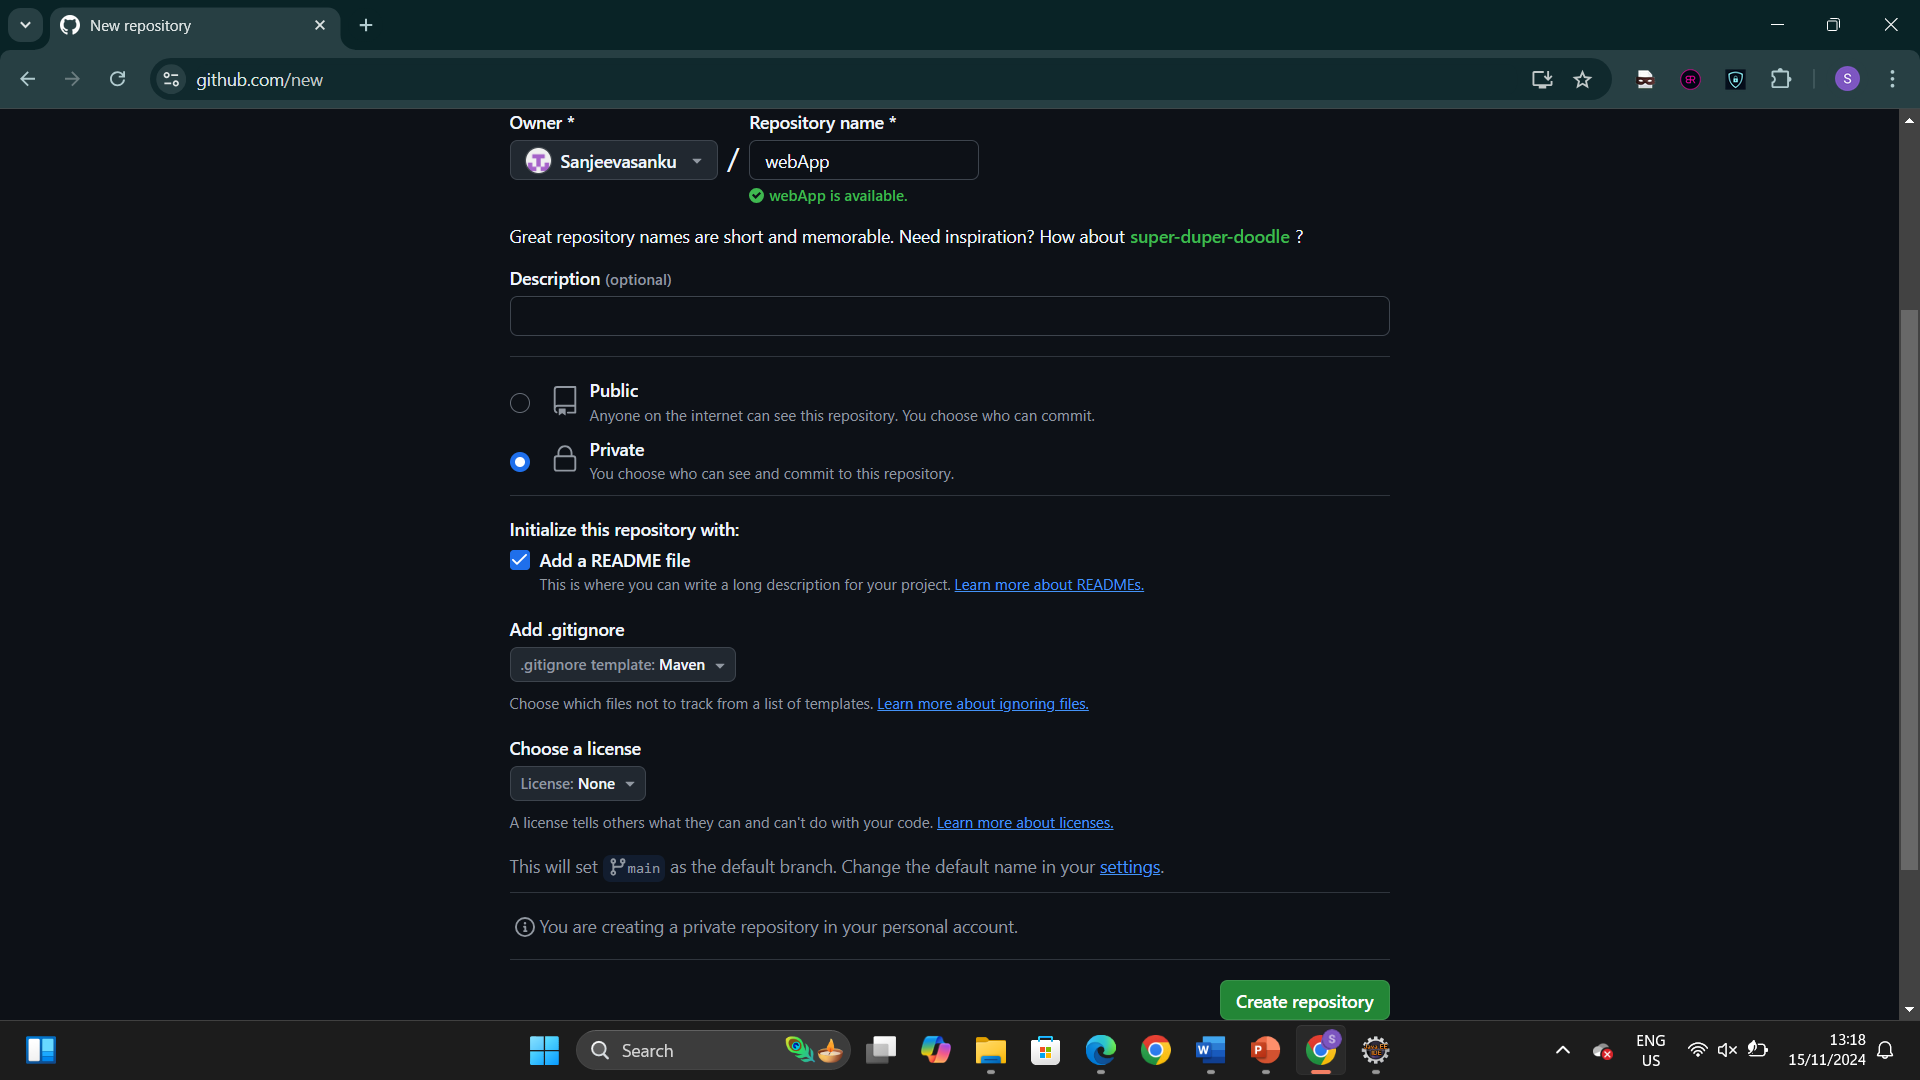 New repository
github.com/new
BR
S
Owner *
Repository name *
Sanjeevasanku
/
webApp
webApp is available.
Great repository names are short and memorable. Need inspiration? How about super-duper-doodle ?
Description (optional)
Public
Anyone on the internet can see this repository. You choose who can commit.
Private
You choose who can see and commit to this repository.
Initialize this repository with:
Add a README file
This is where you can write a long description for your project. Learn more about READMEs.
Add .gitignore
.gitignore template: Maven
Choose which files not to track from a list of templates. Learn more about ignoring files.
Choose a license
License: None
A license tells others what they can and can't do with your code. Learn more about licenses.
This will set main as the default branch. Change the default name in your settings.
You are creating a private repository in your personal account.
Create repository
Search
W
P
S
ENG
US
13:18
15/11/2024